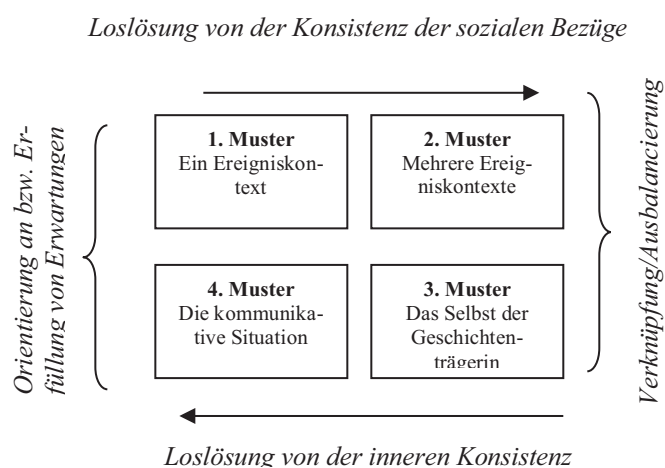 Loslösung von der Konsistenz der sozialen Bezüge
Orientierung an bzw. Er-
füllung von Erwartungen
1. Muster
Ein Ereigniskon-
text
2. Muster
Mehrere Ereig-
niskontexte
4. Muster
Die kommunika-
tive Situation
3. Muster
Das Selbst der
Geschichten-
trägerin
Verknüpfung/Ausbalancierung
Loslösung von der inneren Konsistenz